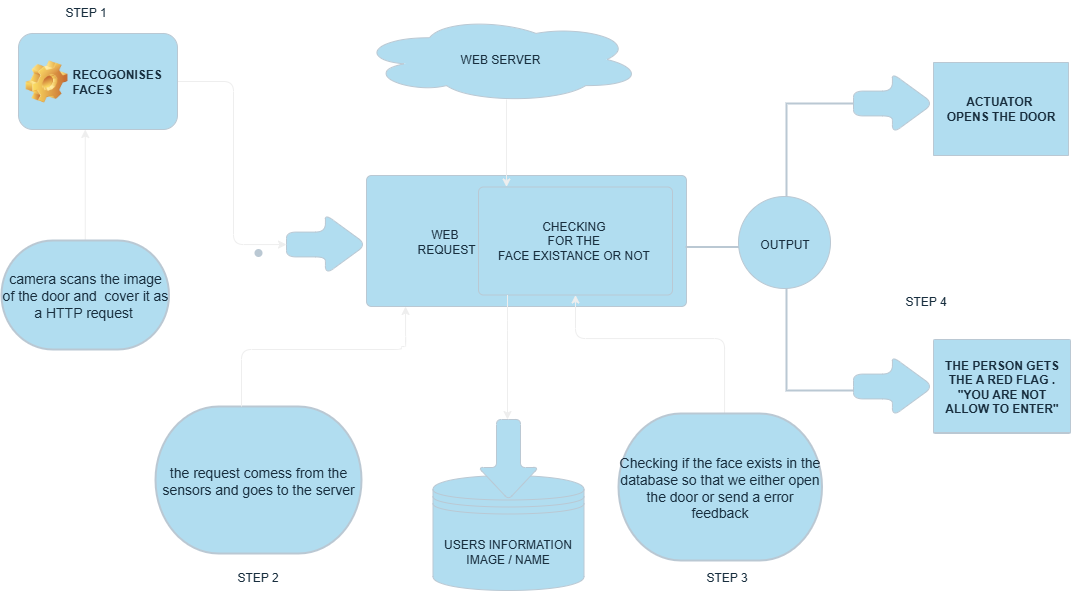 STEP 1
RECOGONISES
FACES
camera scans the image
of the door and  cover it as
a HTTP request
WEB SERVER
WEB
REQUEST
CHECKING
FOR THE
FACE EXISTANCE OR NOT
OUTPUT
ACTUATOR
OPENS THE DOOR
STEP 4
THE PERSON GETS
THE A RED FLAG .
"YOU ARE NOT
ALLOW TO ENTER"
the request comess from the
sensors and goes to the server
STEP 2
USERS INFORMATION
IMAGE / NAME
Checking if the face exists in the
database so that we either open
the door or send a error
feedback
STEP 3